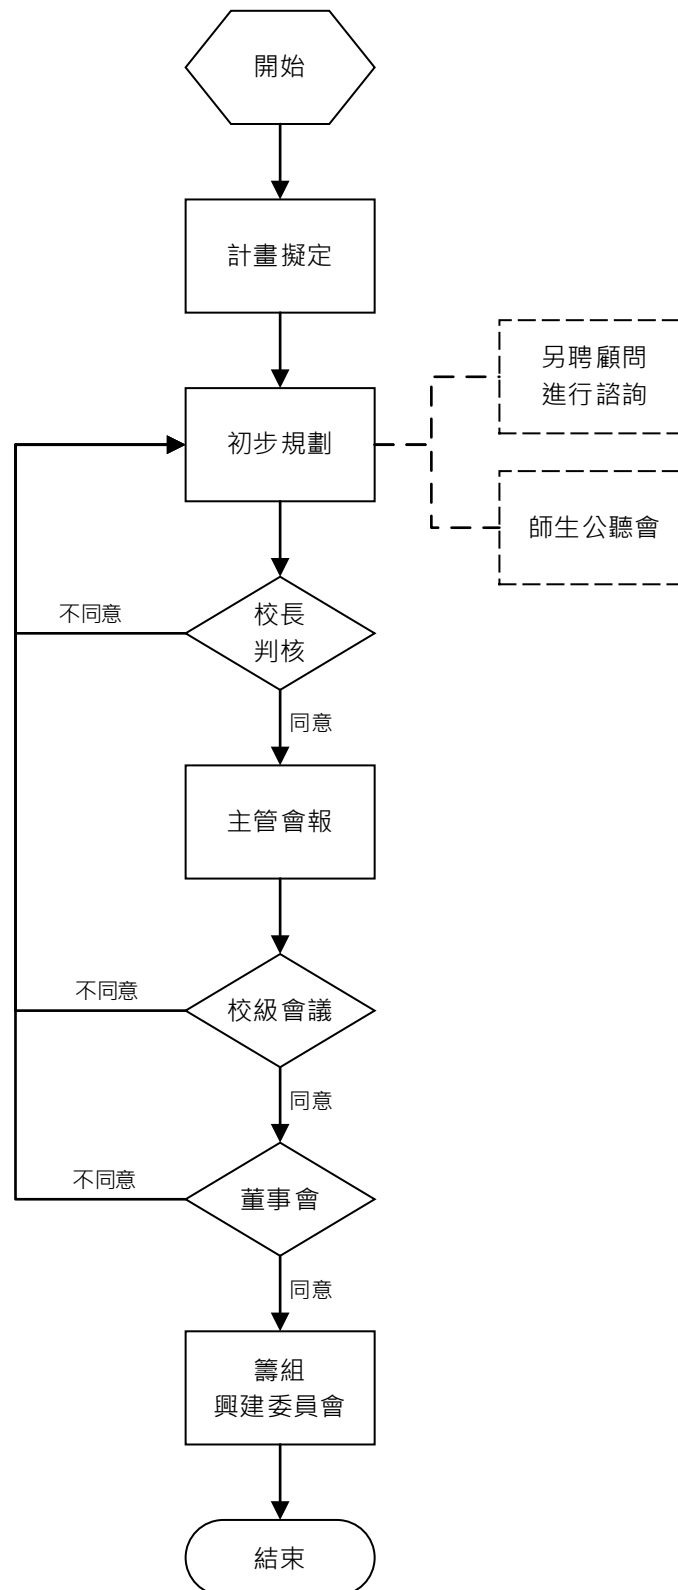 開始
計畫擬定
初步規劃
另聘顧問
進行諮詢
師生公聽會
不同意
校長
判核
同意
主管會報
不同意
校級會議
同意
不同意
董事會
同意
籌組
興建委員會
結束